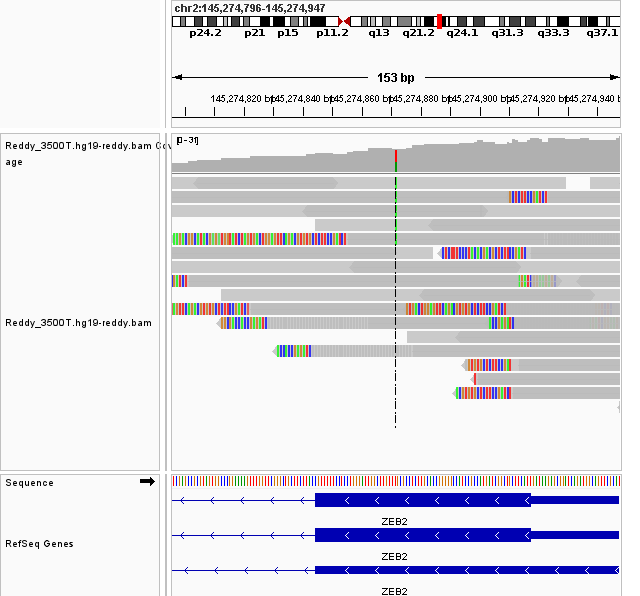 chr2:145,274,796-145,274,947
p24.2 p21 p15 p11.2 q13 q21.2 q24.1 q31.3 q33.3 q37.1
153 bp
145,274,820 bp 145,274,840 bp 145,274,860 bp 145,274,880 bp 145,274,900 bp 145,274,920 bp 145,274,940 b
Reddy_3500T.hg19-reddy.bam Cov
age
[0-31]
Reddy_3500T.hg19-reddy.bam
Sequence
ZEB2
RefSeq Genes
ZEB2
ZEB2